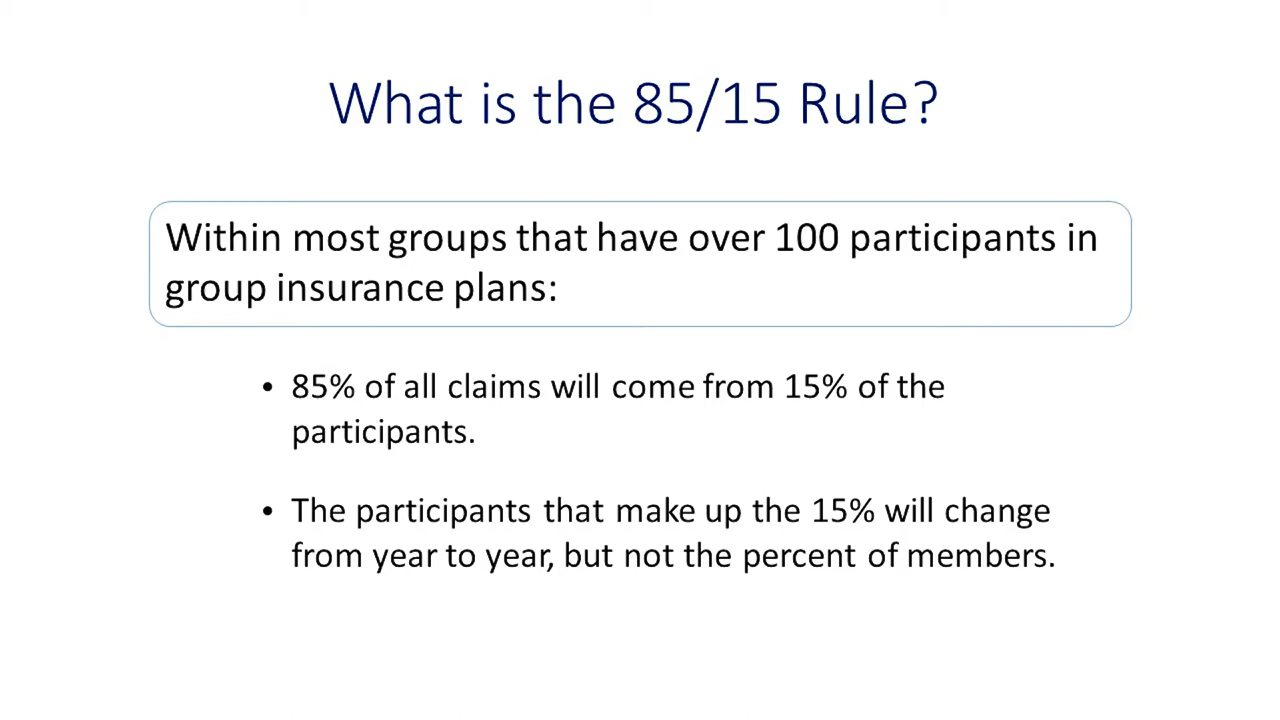 What is the 85/15 Rule?
Within most groups that have over 100 participants in
group insurance plans:
• 85% of all claims will come from 15% of the
participants.
• The participants that make up the 15% will change
from year to year, but not the percent of members.